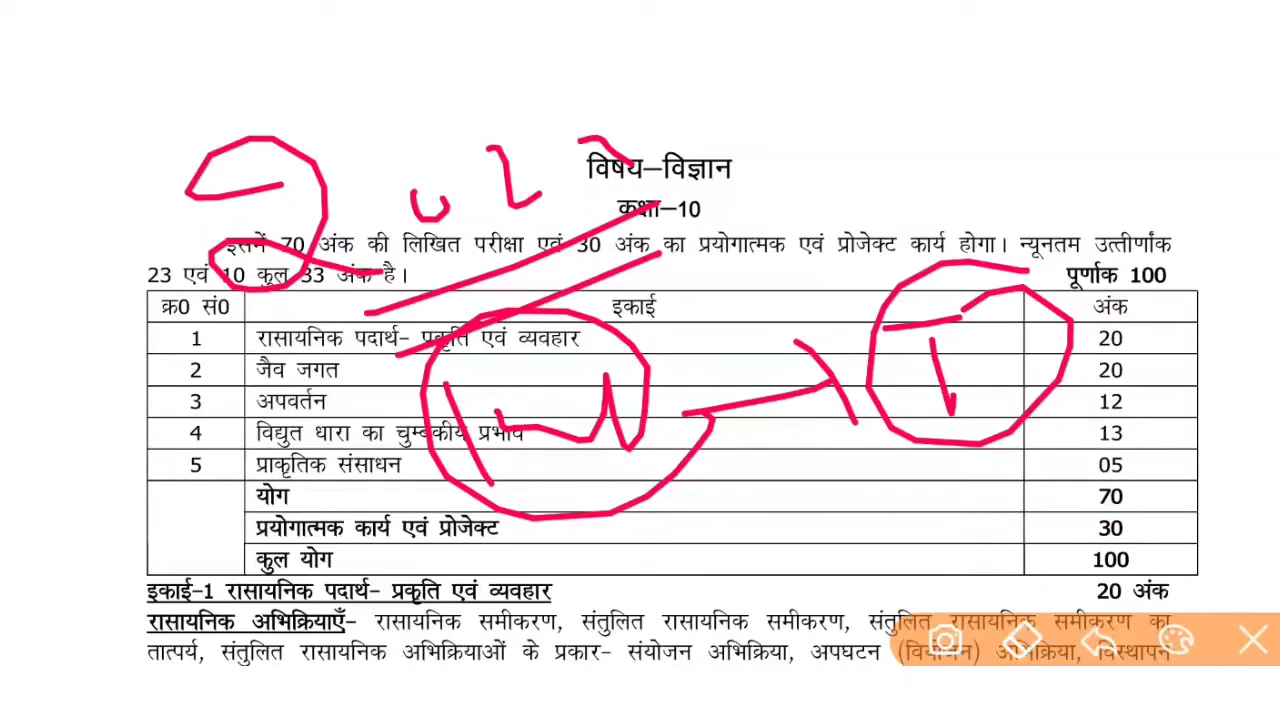 विषय–विज्ञान
कक्षा–10
इसमें 70 अंक की लिखित परीक्षा एवं 30 अंक का प्रयोगात्मक एवं प्रोजेक्ट कार्य होगा। न्यूनतम उत्तीर्णांक
23 एवं 10 कुल 33 अंक है। पूर्णाक 100
क्र0 सं0 इकाई अंक
1 रासायनिक पदार्थ- प्रकृति एवं व्यवहार 20
2 जैव जगत 20
3 अपवर्तन 12
4 विद्युत धारा का चुम्बकीय प्रभाव 13
5 प्राकृतिक संसाधन 05
योग 70
प्रयोगात्मक कार्य एवं प्रोजेक्ट 30
कुल योग 100
इकाई-1 रासायनिक पदार्थ- प्रकृति एवं व्यवहार 20 अंक
रासायनिक अभिक्रियाएँ- रासायनिक समीकरण, संतुलित रासायनिक समीकरण, संतुलित रासायनिक समीकरण का
तात्पर्य, संतुलित रासायनिक अभिक्रियाओं के प्रकार- संयोजन अभिक्रिया, अपघटन (वियोजन) अभिक्रिया, विस्थापन